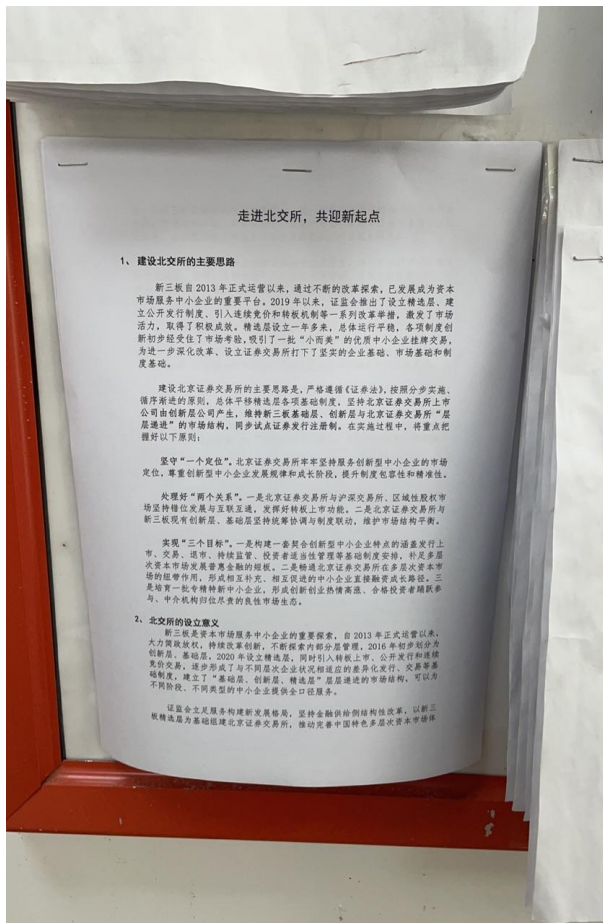 走进北交所，共迎新起点
1、 建设北交所的主要思路
新三板自 2013 年正式运营以来，通过不断的改革探索，已发展成为资本
市场服务中小企业的重要平台。2019 年以来，证监会推出了设立精选层、建
立公开发行制度、引入连续竞价和转板机制等一系列改革举措，激发了市场
活力，取得了积极成效。精选层设立一年多来，总体运行平稳，各项制度创
新初步经受住了市场考验，吸引了一批“小而美”的优质中小企业挂牌交易，
为进一步深化改革、设立证券交易所打下了坚实的企业基础、市场基础和制
度基础。
建设北京证券交易所的主要思路是，严格遵循《证券法》，按照分步实施、
循序渐进的原则，总体平移精选层各项基础制度，坚持北京证券交易所上市
公司由创新层公司产生，维持新三板基础层、创新层与北京证券交易所“层
层递进”的市场结构，同步试点证券发行注册制。在实施过程中，将重点把
握好以下原则：
坚守“一个定位”。北京证券交易所牢牢坚持服务创新型中小企业的市场
定位，尊重创新型中小企业发展规律和成长阶段，提升制度包容性和精准性。
处理好“两个关系”。一是北京证券交易所与沪深交易所、区域性股权市
场坚持错位发展与互联互通，发挥好转板上市功能。二是北京证券交易所与
新三板现有创新层、基础层坚持统筹协调与制度联动，维护市场结构平衡。
实现“三个目标”。一是构建一套契合创新型中小企业特点的涵盖发行上
市、交易、退市、持续监管、投资者适当性管理等基础制度安排，补足多层
次资本市场发展普惠金融的短板。二是畅通北京证券交易所在多层次资本市
场的纽带作用，形成相互补充、相互促进的中小企业直接融资成长路径。三
是培育一批专精特新中小企业，形成创新创业热情高涨、合格投资者踊跃参
与、中介机构归位尽责的良性市场生态。
2、 北交所的设立意义
新三板是资本市场服务中小企业的重要探索，自 2013 年正式运营以来，
大力简政放权，持续改革创新，不断探索内部分层管理，2016 年初步划分为
创新层、基础层，2020 年设立精选层，同时引入转板上市、公开发行和连续
竞价交易，逐步形成了与不同层次企业状况相适应的差异化发行、交易等基
础制度，建立了“基础层、创新层、精选层”层层递进的市场结构，可以为
不同阶段、不同类型的中小企业提供全口径服务。
证监会立足服务构建新发展格局，坚持金融供给侧结构性改革，以新三
板精选层为基础组建北京证券交易所，推动完善中国特色多层次资本市场体